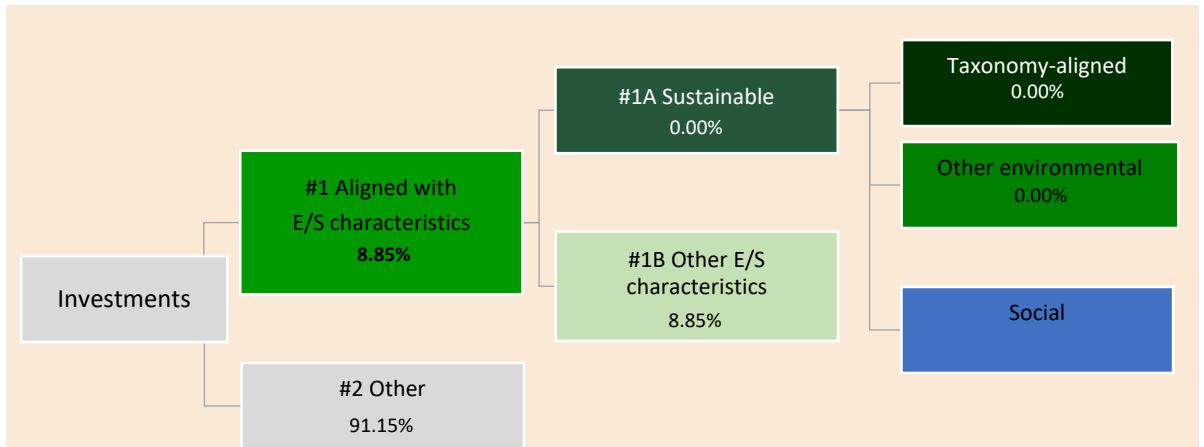 Investments
#1 Aligned with
E/S characteristics
8.85%
#2 Other
91.15%
#1A Sustainable
0.00%
#1B Other E/S
characteristics
8.85%
Taxonomy-aligned
0.00%
Other environmental
0.00%
Social